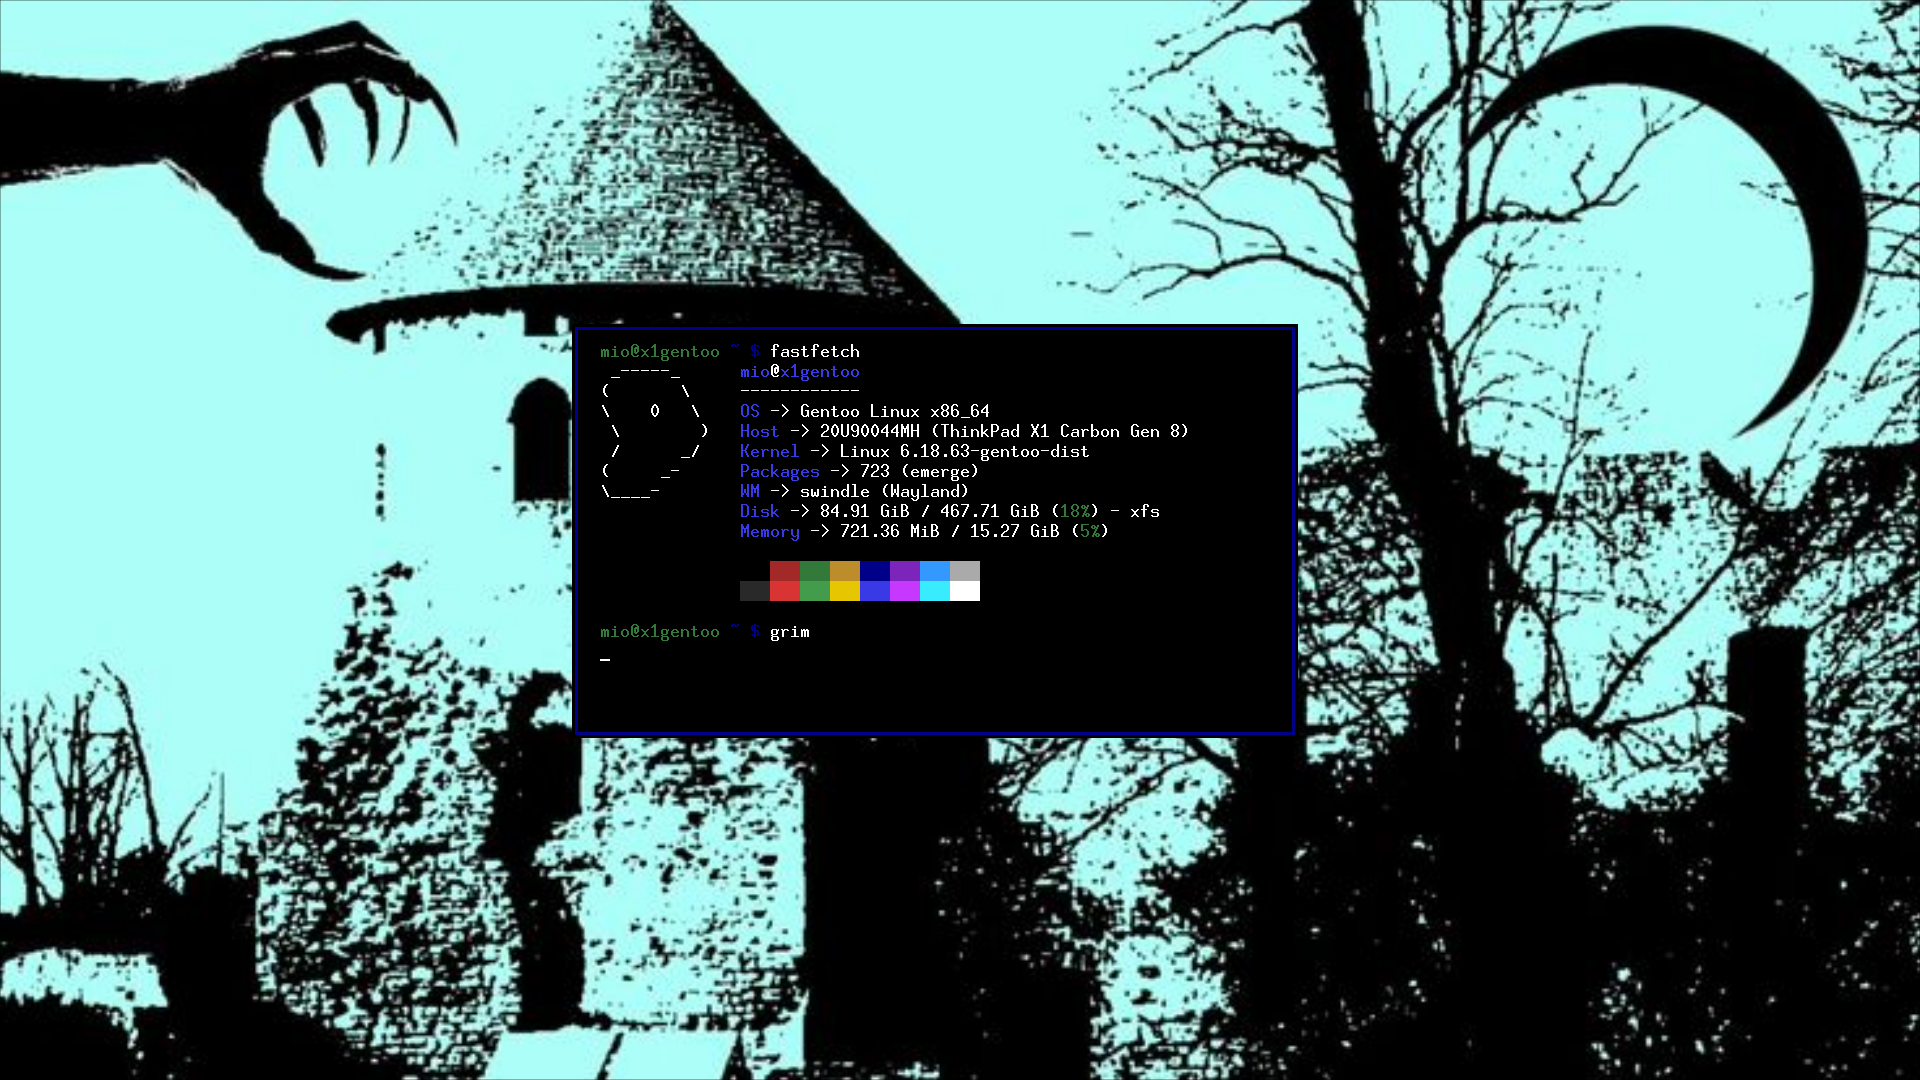 mio@x1gentoo ~ $ fastfetch
 _-----_
(       \
\    0   \
 \        )
 /      _/
(     _-
\____-
mio@x1gentoo
------------
OS -> Gentoo Linux x86_64
Host -> 20U90044MH (ThinkPad X1 Carbon Gen 8)
Kernel -> Linux 6.18.63-gentoo-dist
Packages -> 723 (emerge)
WM -> swindle (Wayland)
Disk -> 84.91 GiB / 467.71 GiB (18%) - xfs
Memory -> 721.36 MiB / 15.27 GiB (5%)
mio@x1gentoo ~ $ grim